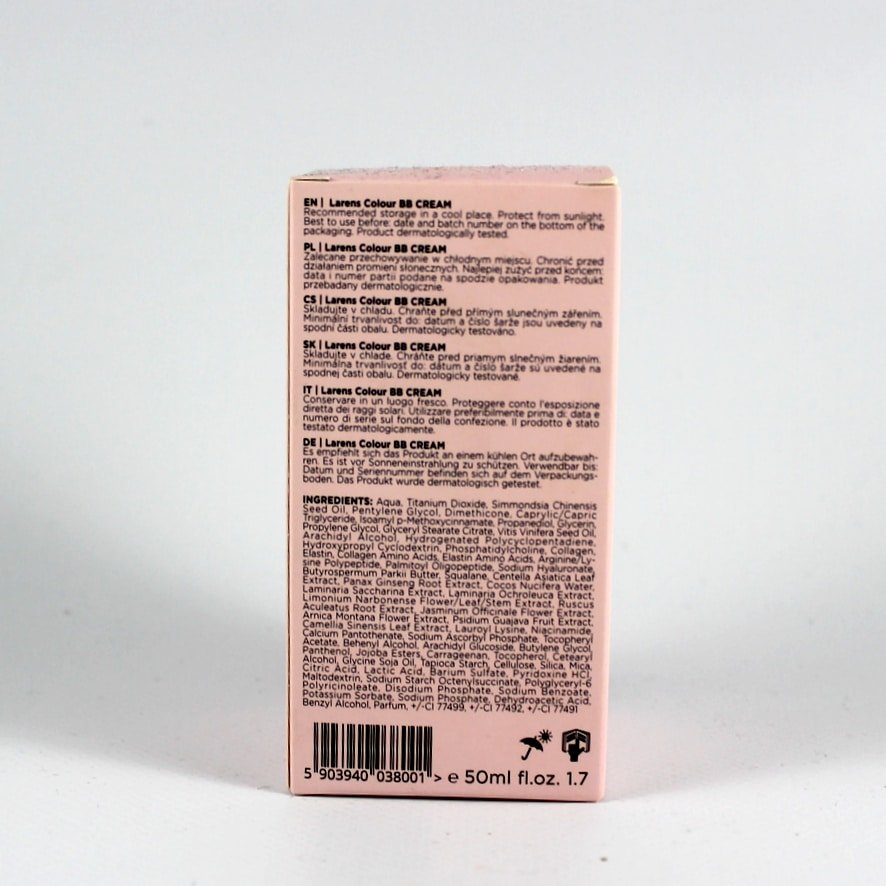 EN | Larens Colour BB CREAM
Recommended storage in a cool place. Protect from sunlight.
Best to use before: date and batch number on the bottom of the
packaging. Product dermatologically tested.
PL | Larens Colour BB CREAM
Zalecane przechowywanie w chłodnym miejscu. Chronić przed
działaniem promieni słonecznych. Najlepiej zużyć przed końcem:
data i numer partii podane na spodzie opakowania. Produkt
przebadany dermatologicznie.
CS | Larens Colour BB CREAM
Skladujte v chladu. Chraňte před přímým slunečným zářením.
Minimální trvanlivost do: datum a číslo šarže jsou uvedeny na
spodní části obalu. Dermatologicky testováno.
SK | Larens Colour BB CREAM
Skladujte v chlade. Chráňte pred priamym slnečným žiarením.
Minimálna trvanlivosť do: dátum a číslo šarže sú uvedené na
spodnej časti obalu. Dermatologicky testované.
IT | Larens Colour BB CREAM
Conservare in un luogo fresco. Proteggere conto l'esposizione
diretta dei raggi solari. Utilizzare preferibilmente prima di: data e
numero di serie sul fondo della confezione. Il prodotto è stato
testato dermatologicamente.
DE | Larens Colour BB CREAM
Es empfiehlt sich das Produkt an einem kühlen Ort aufzubewah-
ren. Es ist vor Sonneneinstrahlung zu schützen. Verwendbar bis:
Datum und Seriennummer befinden sich auf dem Verpackungs-
boden. Das Produkt wurde dermatologisch getestet.
INGREDIENTS: Aqua, Titanium Dioxide, Simmondsia Chinensis
Seed Oil, Pentylene Glycol, Dimethicone, Caprylic/Capric
Triglyceride, Isoamyl p-Methoxycinnamate, Propanediol, Glycerin,
Propylene Glycol, Glyceryl Stearate Citrate, Vitis Vinifera Seed Oil,
Arachidyl Alcohol, Hydrogenated Polycyclopentadiene,
Hydroxypropyl Cyclodextrin, Phosphatidylcholine, Collagen,
Elastin, Collagen Amino Acids, Elastin Amino Acids, Arginine/Ly-
sine Polypeptide, Palmitoyl Oligopeptide, Sodium Hyaluronate,
Butyrospermum Parkii Butter, Squalane, Centella Asiatica Leaf
Extract, Panax Ginseng Root Extract, Cocos Nucifera Water,
Laminaria Saccharina Extract, Laminaria Ochroleuca Extract,
Limonium Narbonense Flower/Leaf/Stem Extract, Ruscus
Aculeatus Root Extract, Jasminum Officinale Flower Extract,
Arnica Montana Flower Extract, Psidium Guajava Fruit Extract,
Camellia Sinensis Leaf Extract, Lauroyl Lysine, Niacinamide,
Calcium Pantothenate, Sodium Ascorbyl Phosphate, Tocopheryl
Acetate, Behenyl Alcohol, Arachidyl Glucoside, Butylene Glycol,
Panthenol, Jojoba Esters, Carrageenan, Tocopherol, Cetearyl
Alcohol, Glycine Soja Oil, Tapioca Starch, Cellulose, Silica, Mica,
Citric Acid, Lactic Acid, Barium Sulfate, Pyridoxine HCl,
Maltodextrin, Sodium Starch Octenylsuccinate, Polyglyceryl-6
Polyricinoleate, Disodium Phosphate, Sodium Benzoate,
Potassium Sorbate, Sodium Phosphate, Dehydroacetic Acid,
Benzyl Alcohol, Parfum, +/-CI 77499, +/-CI 77492, +/-CI 77491
5 903940 038001 > e 50ml fl.oz. 1.7